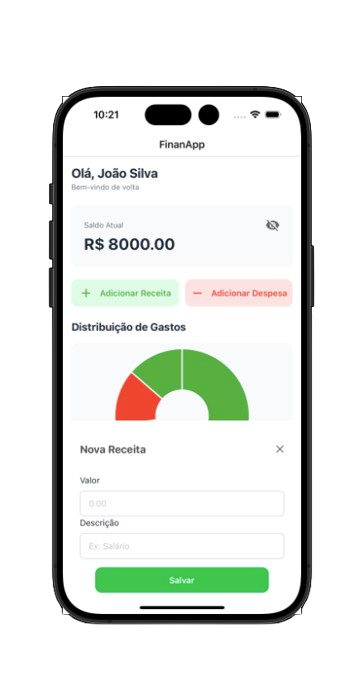 10:21
FinanApp
Olá, João Silva
Bem-vindo de volta
Saldo Atual
R$ 8000.00
+ Adicionar Receita
— Adicionar Despesa
Distribuição de Gastos
Nova Receita
Valor
0.00
Descrição
Ex: Salário
Salvar